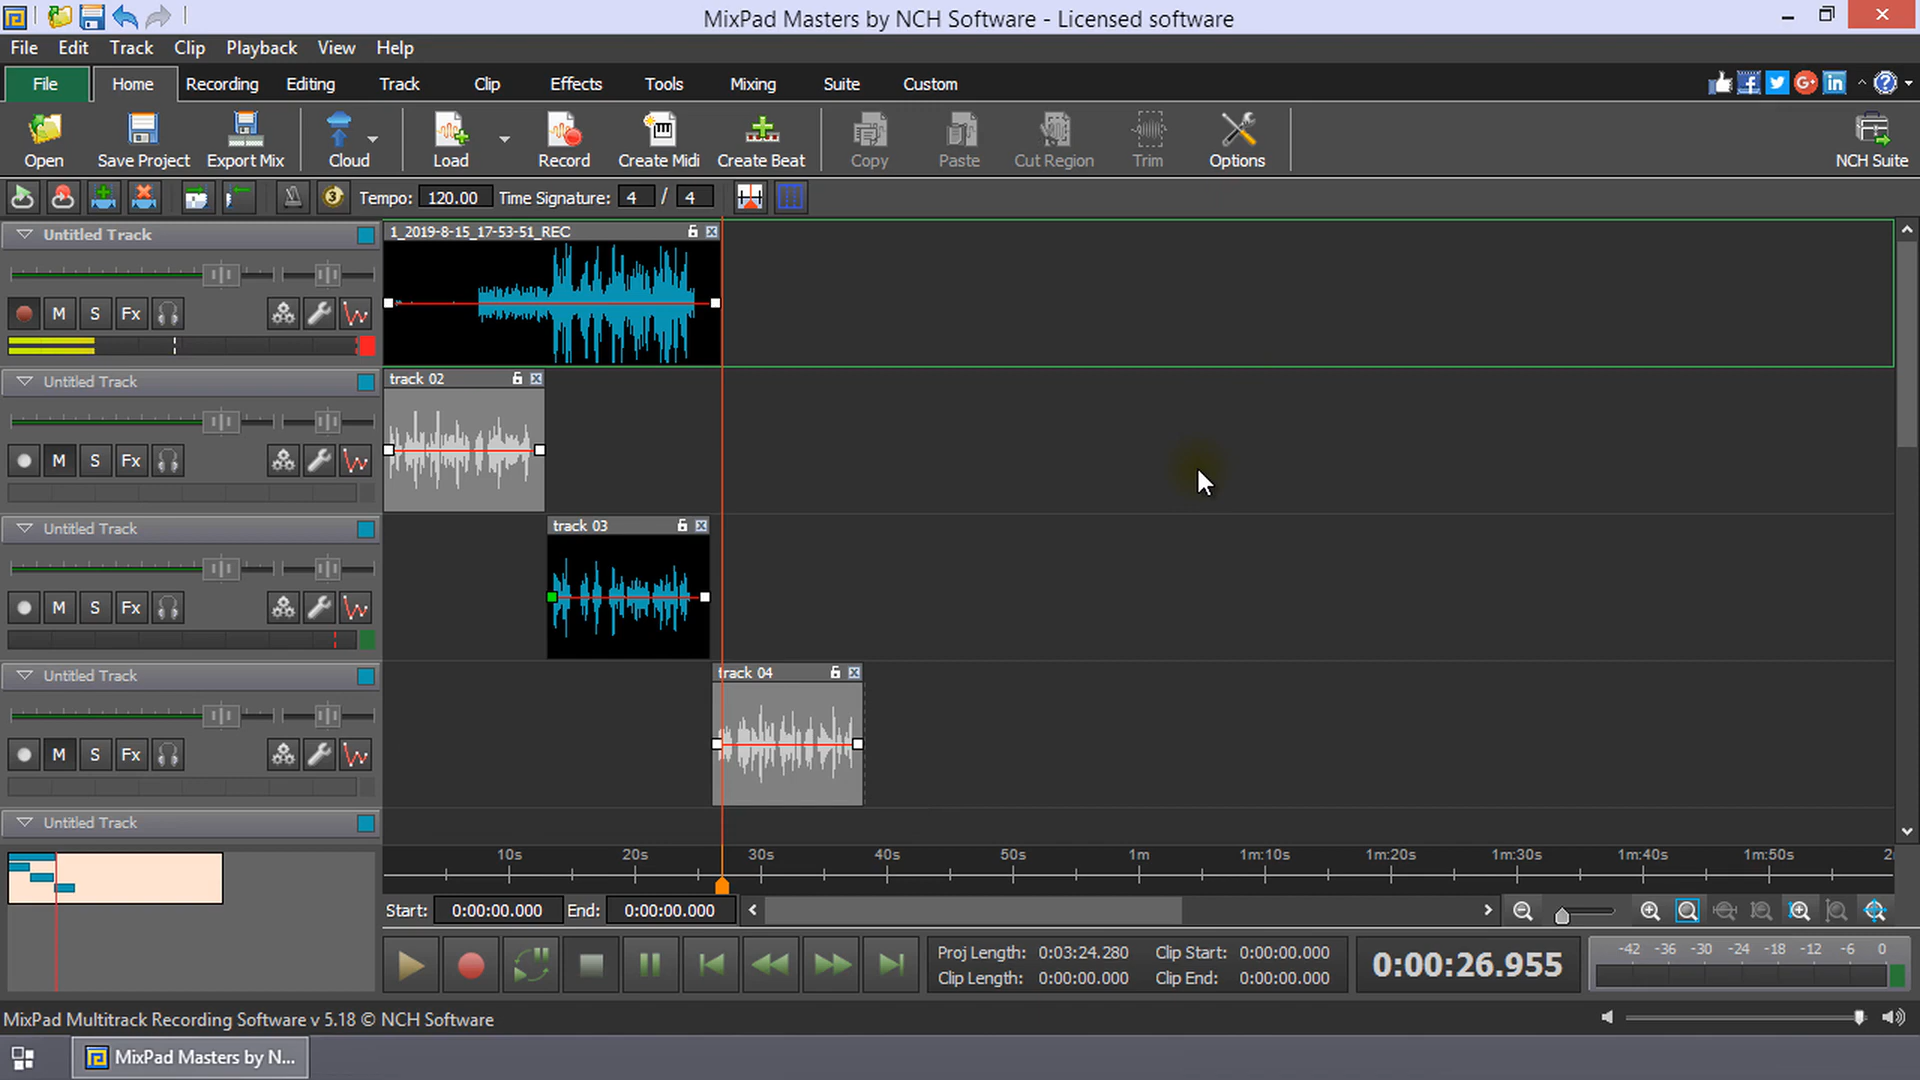 MixPad Masters by NCH Software - Licensed software
File Edit Track Clip Playback View Help
File Home Recording Editing Track Clip Effects Tools Mixing Suite Custom
Open Save Project Export Mix Cloud Load Record Create Midi Create Beat Copy Paste Cut Region Trim Options NCH Suite
Tempo: 120.00 Time Signature: 4 / 4
Untitled Track
1_2019-8-15_17-53-51_REC
M S Fx
Untitled Track
track 02
M S Fx
Untitled Track
track 03
M S Fx
Untitled Track
track 04
M S Fx
Untitled Track
10s 20s 30s 40s 50s 1m 1m:10s 1m:20s 1m:30s 1m:40s 1m:50s 2
Start: 0:00:00.000 End: 0:00:00.000
Proj Length: 0:03:24.280 Clip Start: 0:00:00.000
Clip Length: 0:00:00.000 Clip End: 0:00:00.000
0:00:26.955
-42 -36 -30 -24 -18 -12 -6 0
MixPad Multitrack Recording Software v 5.18 © NCH Software
MixPad Masters by N...